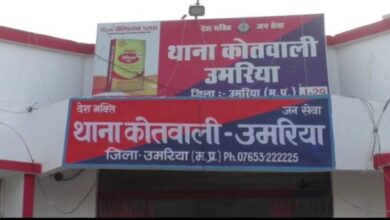 देश भक्ति जन सेवा
थाना कोतवाली
उमरिया
जिला :- उमरिया (म.प्र.)
देश भक्ति जन सेवा
थाना कोतवाली - उमरिया
जिला- उमरिया (म.प्र.) Ph. 07653-222225